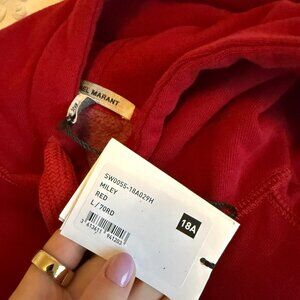 EL MARANT
SW0055-18A029H
MILEY
RED
L / 70RD
18A